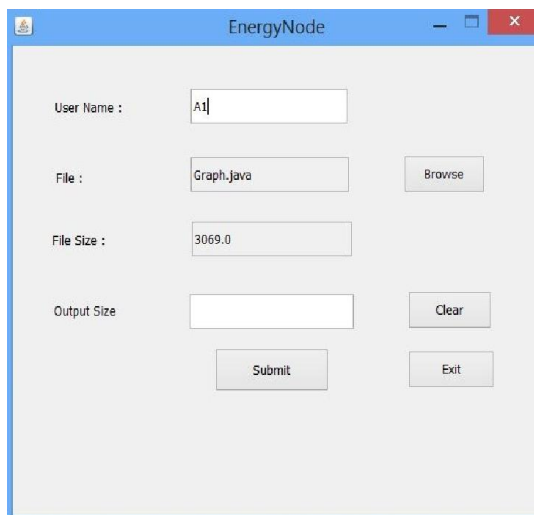 EnergyNode
User Name :
A1
File :
Graph.java
Browse
File Size :
3069.0
Output Size
Clear
Submit
Exit